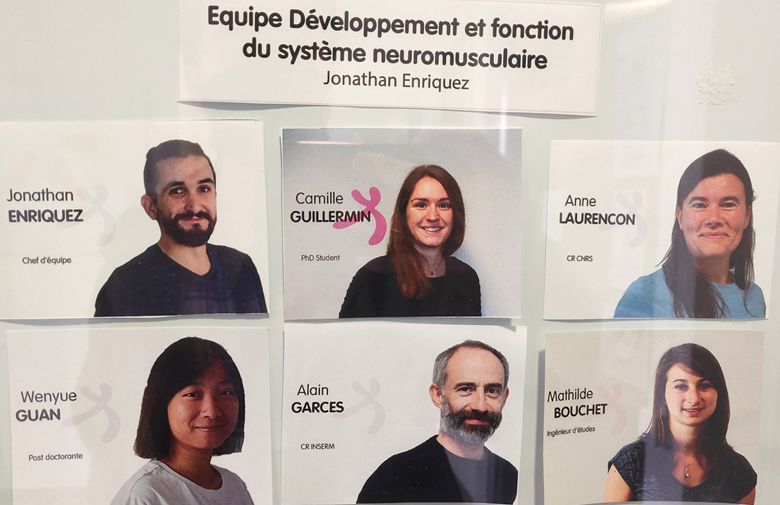 Equipe Développement et fonction
du système neuromusculaire
Jonathan Enriquez
Jonathan
ENRIQUEZ
Chef d'équipe
Camille
GUILLERMIN
PhD Student
Anne
LAURENCON
CR CNRS
Wenyue
GUAN
Post doctorante
Alain
GARCES
CR INSERM
Mathilde
BOUCHET
Ingénieur d'études